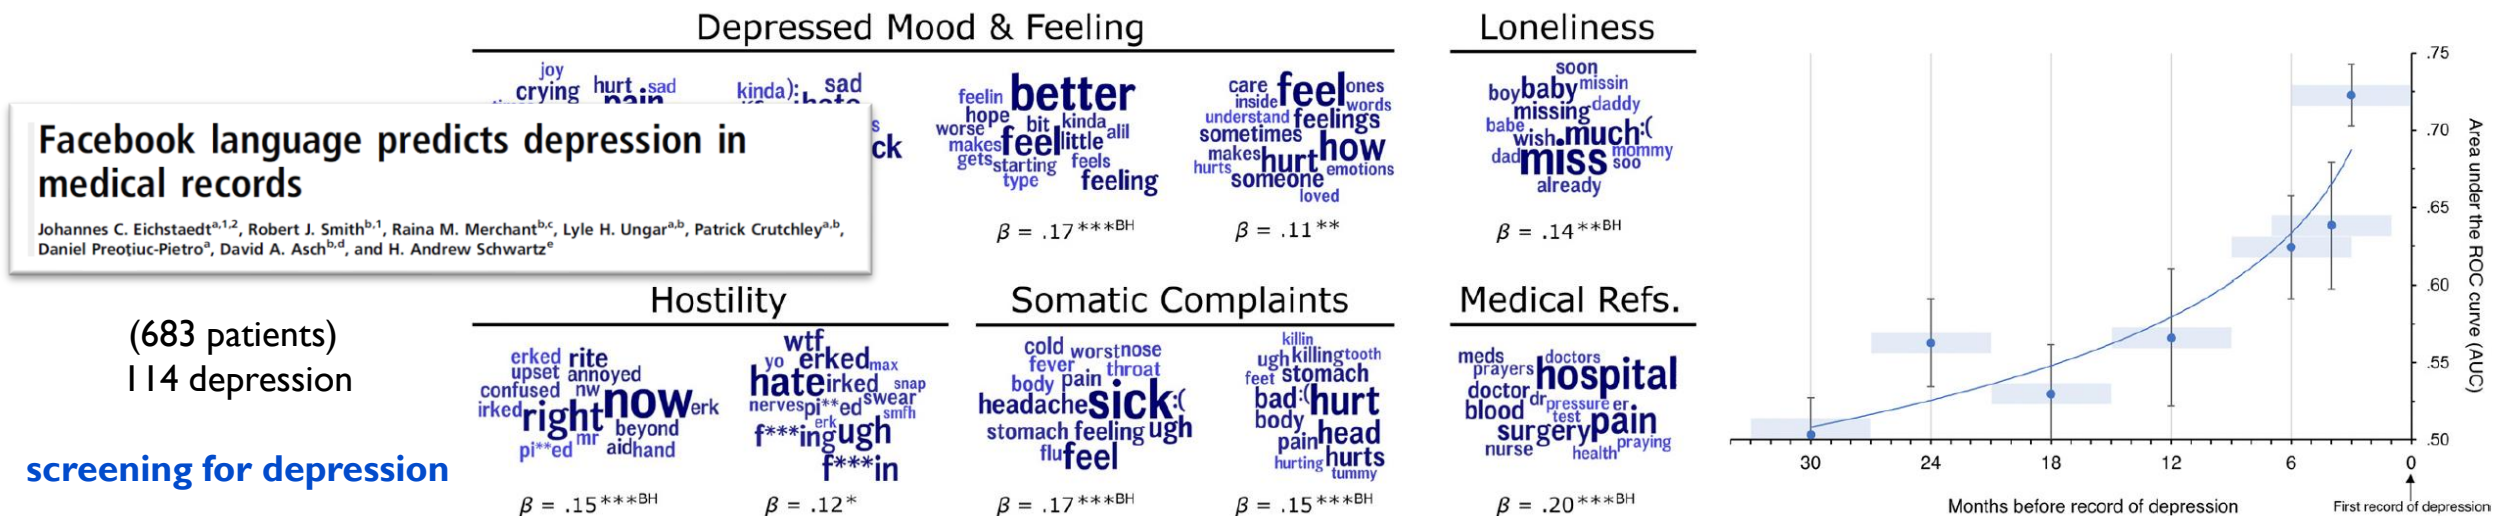 Depressed Mood & Feeling
Loneliness
joy
crying hurt sad
pain
kinda): sad
hate
ck
Facebook language predicts depression in
medical records
Johannes C. Eichstaedt^a,1,2, Robert J. Smith^b,1, Raina M. Merchant^b,c, Lyle H. Ungar^a,b, Patrick Crutchley^a,b,
Daniel Preoţiuc-Pietro^a, David A. Asch^b,d, and H. Andrew Schwartz^e
feelin better
hope bit kinda
worse feel little alil
makes
gets starting feels
type feeling
β = .17***BH
care feel ones
inside words
understand feelings
sometimes
makes hurt how
hurts emotions
someone
loved
β = .11**
soon
boy baby missin
missing daddy
babe wish much :(
dad miss soo mommy
already
β = .14**BH
(683 patients)
114 depression
screening for depression
Hostility
Somatic Complaints
Medical Refs.
erked rite
upset annoyed
confused nw now erk
irked right
mr beyond
pi**ed aid hand
β = .15***BH
wtf
yo erked max
hate irked snap
nerves pi**ed swear
erk smfh
f***ing ugh
f***in
β = .12*
cold worst nose
fever throat
body pain
headache sick :(
stomach feeling ugh
flu feel
β = .17***BH
killin
ugh killing tooth
feet stomach
bad :( hurt
body
pain head
hurting hurts
tummy
β = .15***BH
meds doctors
prayers hospital
doctor dr pressure er
blood test
surgery pain
nurse health praying
β = .20***BH
.75
.70
.65
.60
.55
.50
Area under the ROC curve (AUC)
30 24 18 12 6 0
Months before record of depression
First record of depression